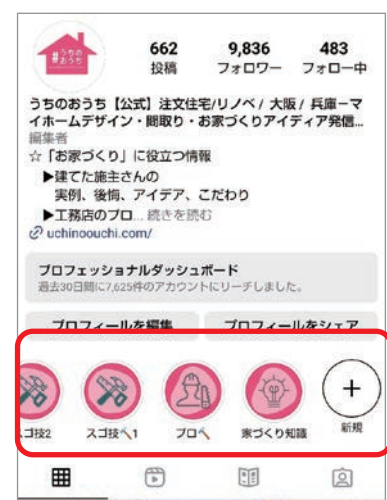 #うちの
おうち
662
9,836
483
投稿
フォロワー
フォロー中
うちのおうち【公式】注文住宅/リノベ / 大阪 / 兵庫ーマ
イホームデザイン・間取り・お家づくりアイディア発信...
編集者
☆「お家づくり」に役立つ情報
▶建てた施主さんの
実例、後悔、アイデア、こだわり
▶工務店のプロ... 続きを読む
uchinoouchi.com/
プロフェッショナルダッシュボード
過去30日間に7,625件のアカウントにリーチしました。
プロフィールを編集
プロフィールをシェア
スゴ技2
スゴ技🔨1
プロ🔨
家づくり知識
新規